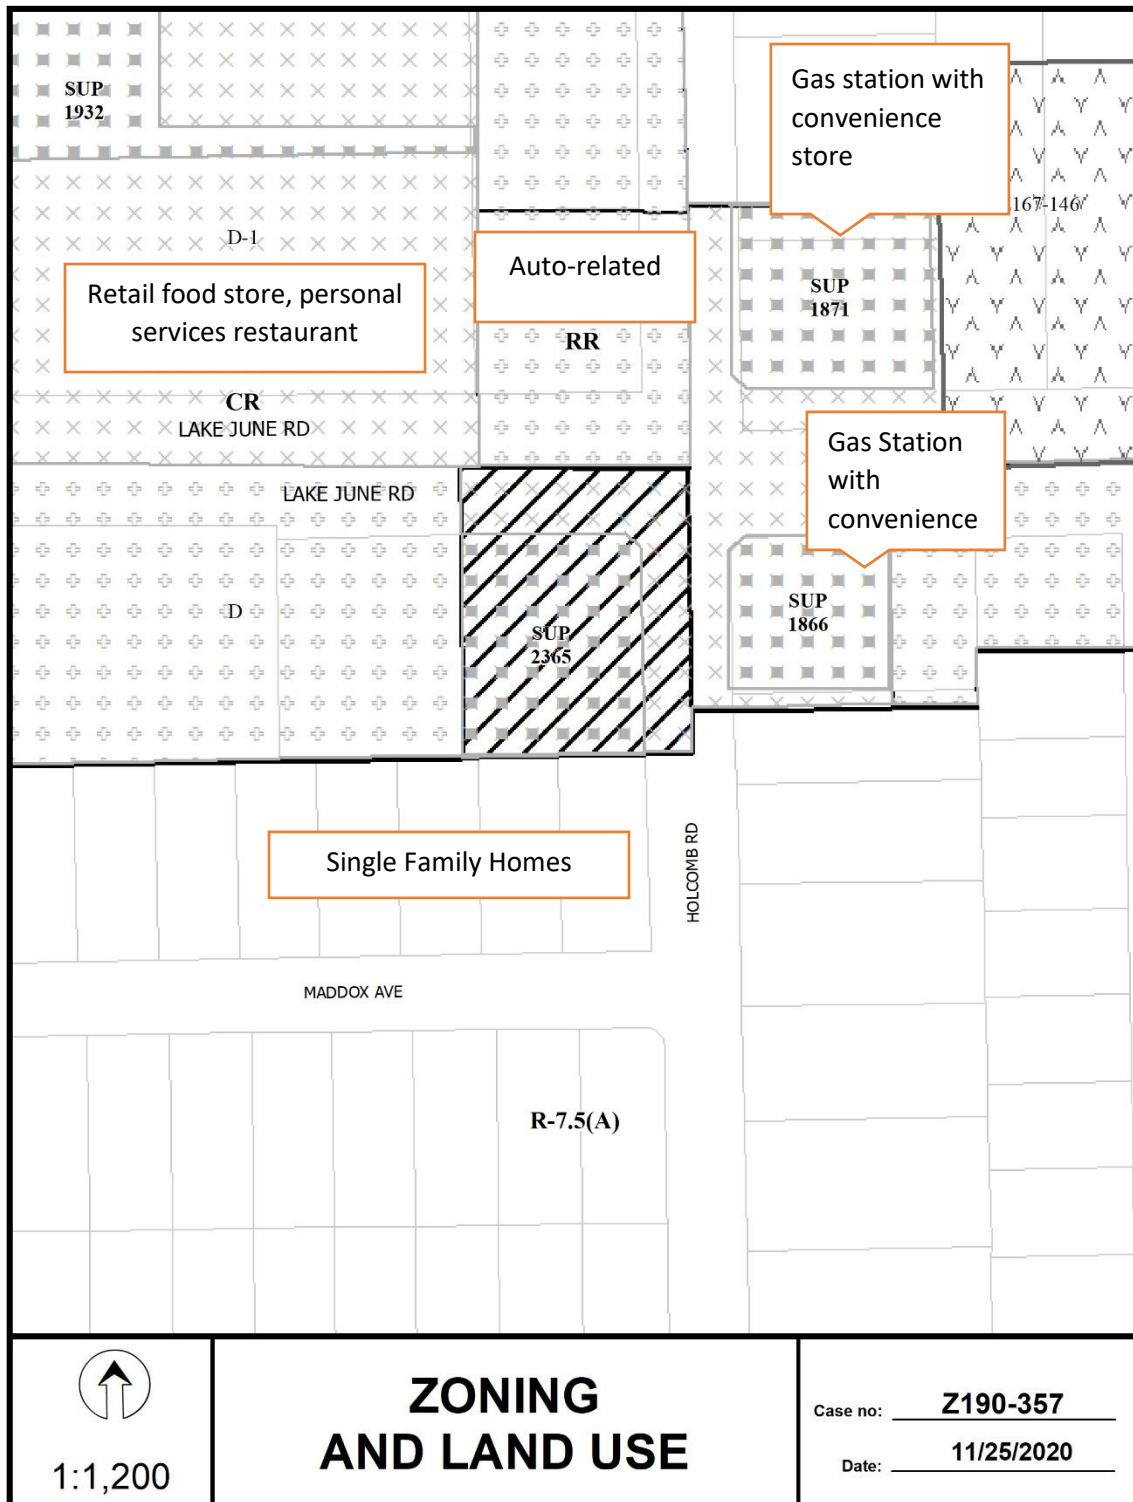 SUP
1932
Gas station with
convenience
store
167-146
D-1
Auto-related
Retail food store, personal
services restaurant
SUP
1871
RR
CR
LAKE JUNE RD
Gas Station
with
convenience
LAKE JUNE RD
D
SUP
2365
SUP
1866
Single Family Homes
HOLCOMB RD
MADDOX AVE
R-7.5(A)
1:1,200
ZONING
AND LAND USE
Case no: Z190-357
Date: 11/25/2020